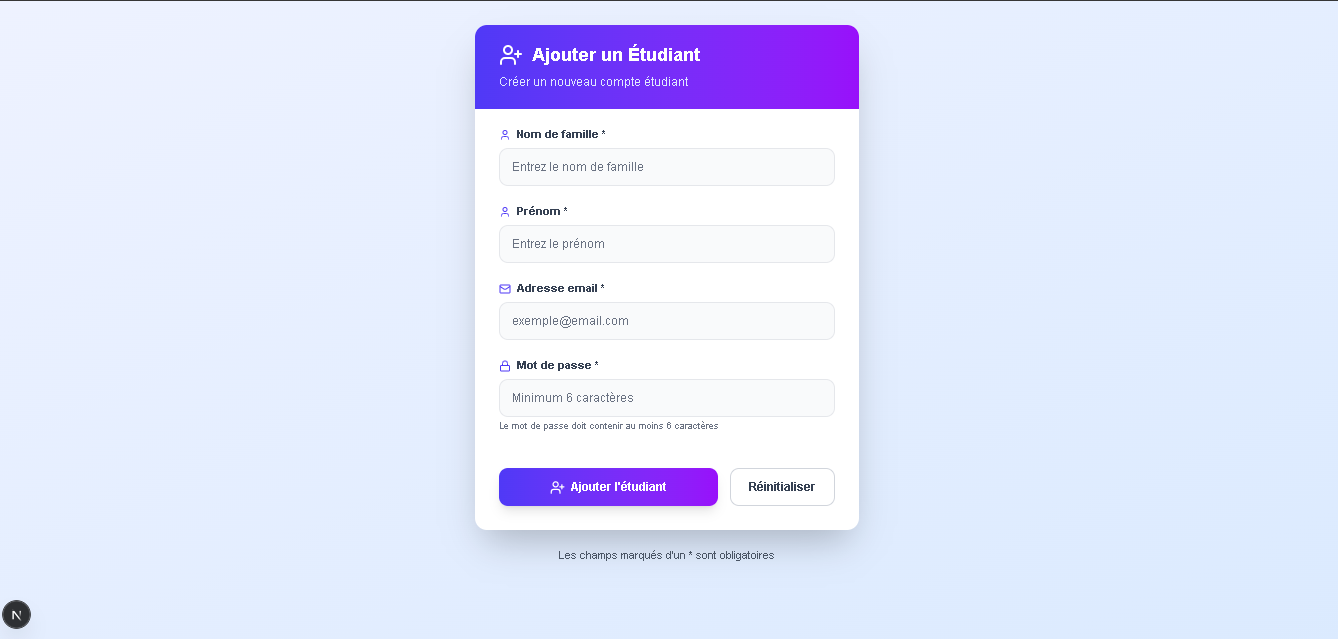 Ajouter un Étudiant
Créer un nouveau compte étudiant
Nom de famille *
Entrez le nom de famille
Prénom *
Entrez le prénom
Adresse email *
exemple@email.com
Mot de passe *
Minimum 6 caractères
Le mot de passe doit contenir au moins 6 caractères
Ajouter l'étudiant
Réinitialiser
Les champs marqués d'un * sont obligatoires
N